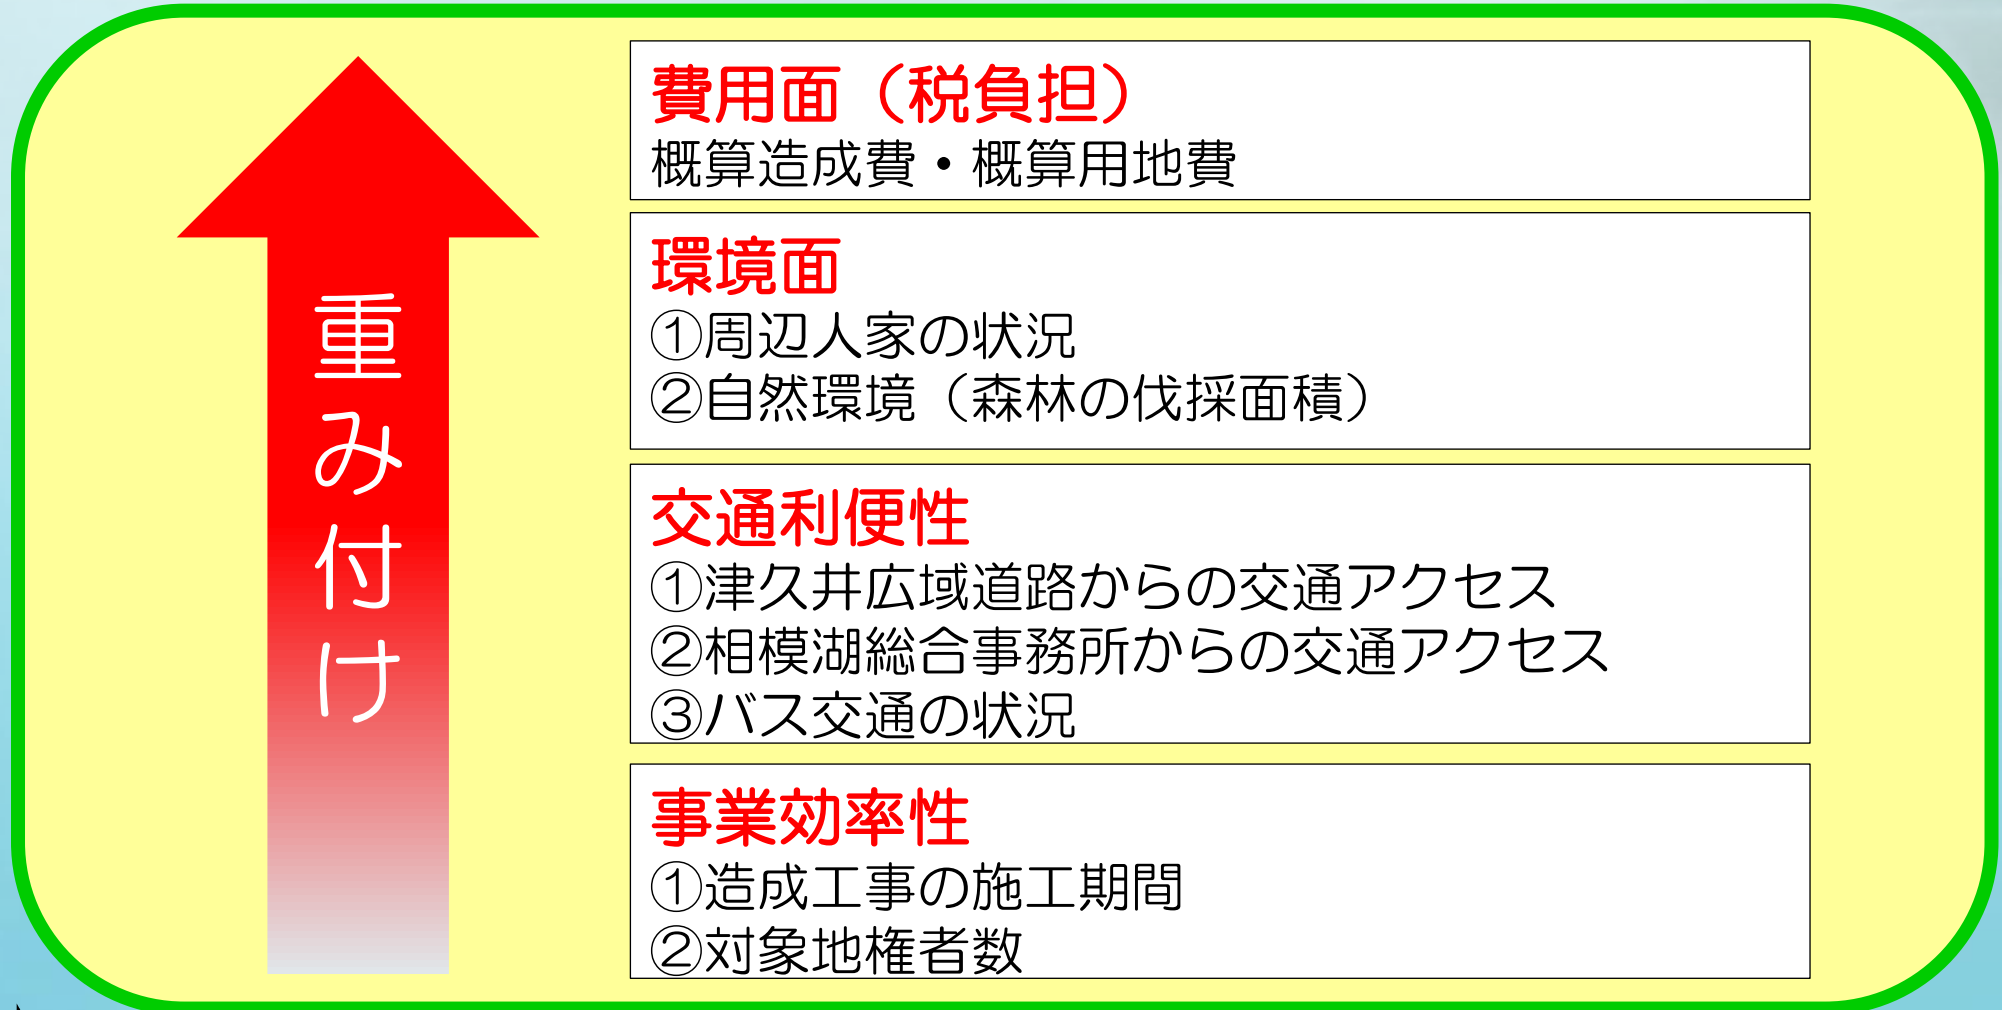 重み付け
費用面（税負担）
概算造成費・概算用地費
環境面
①周辺人家の状況
②自然環境（森林の伐採面積）
交通利便性
①津久井広域道路からの交通アクセス
②相模湖総合事務所からの交通アクセス
③バス交通の状況
事業効率性
①造成工事の施工期間
②対象地権者数